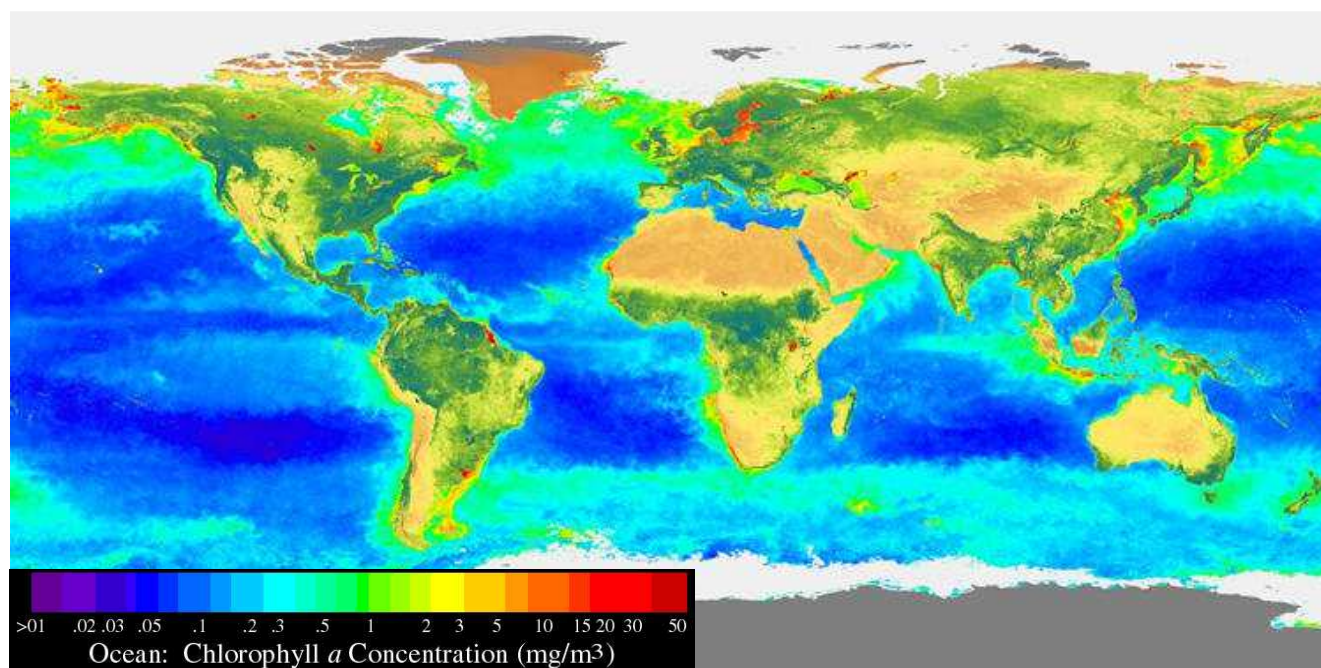 >01 .02 .03 .05 .1 .2 .3 .5 1 2 3 5 10 15 20 30 50
Ocean: Chlorophyll a Concentration (mg/m3)